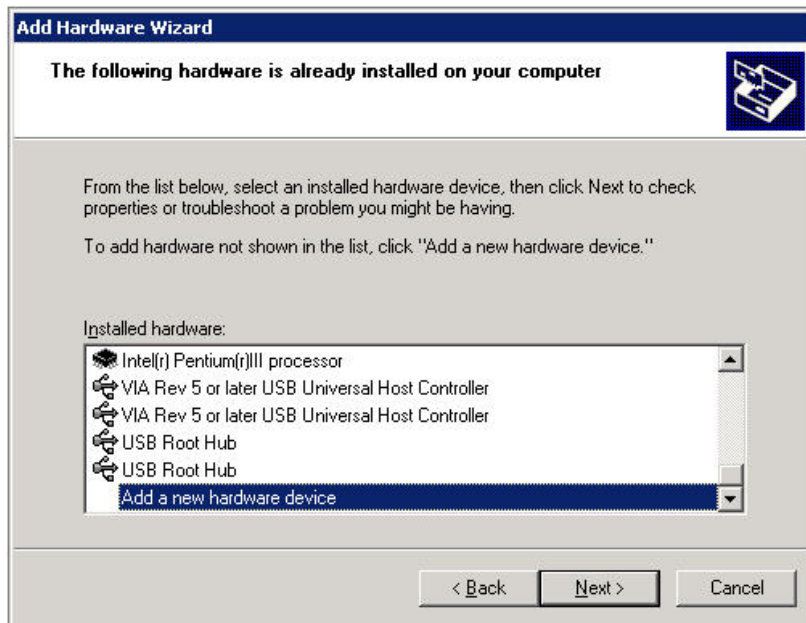 Add Hardware Wizard
The following hardware is already installed on your computer
From the list below, select an installed hardware device, then click Next to check
properties or troubleshoot a problem you might be having.
To add hardware not shown in the list, click "Add a new hardware device."
Installed hardware:
Intel(r) Pentium(r)III processor
VIA Rev 5 or later USB Universal Host Controller
VIA Rev 5 or later USB Universal Host Controller
USB Root Hub
USB Root Hub
Add a new hardware device
< Back Next > Cancel